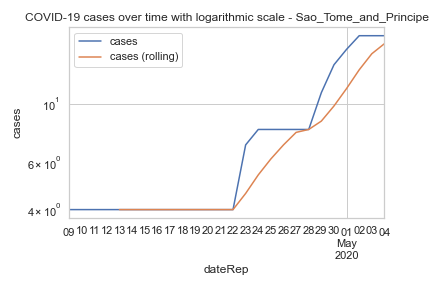 COVID-19 cases over time with logarithmic scale - Sao_Tome_and_Principe
cases
cases (rolling)
cases
10¹
6 × 10⁰
4 × 10⁰
09 10 11 12 13 14 15 16 17 18 19 20 21 22 23 24 25 26 27 28 29 30 01 02 03 04
May
2020
dateRep